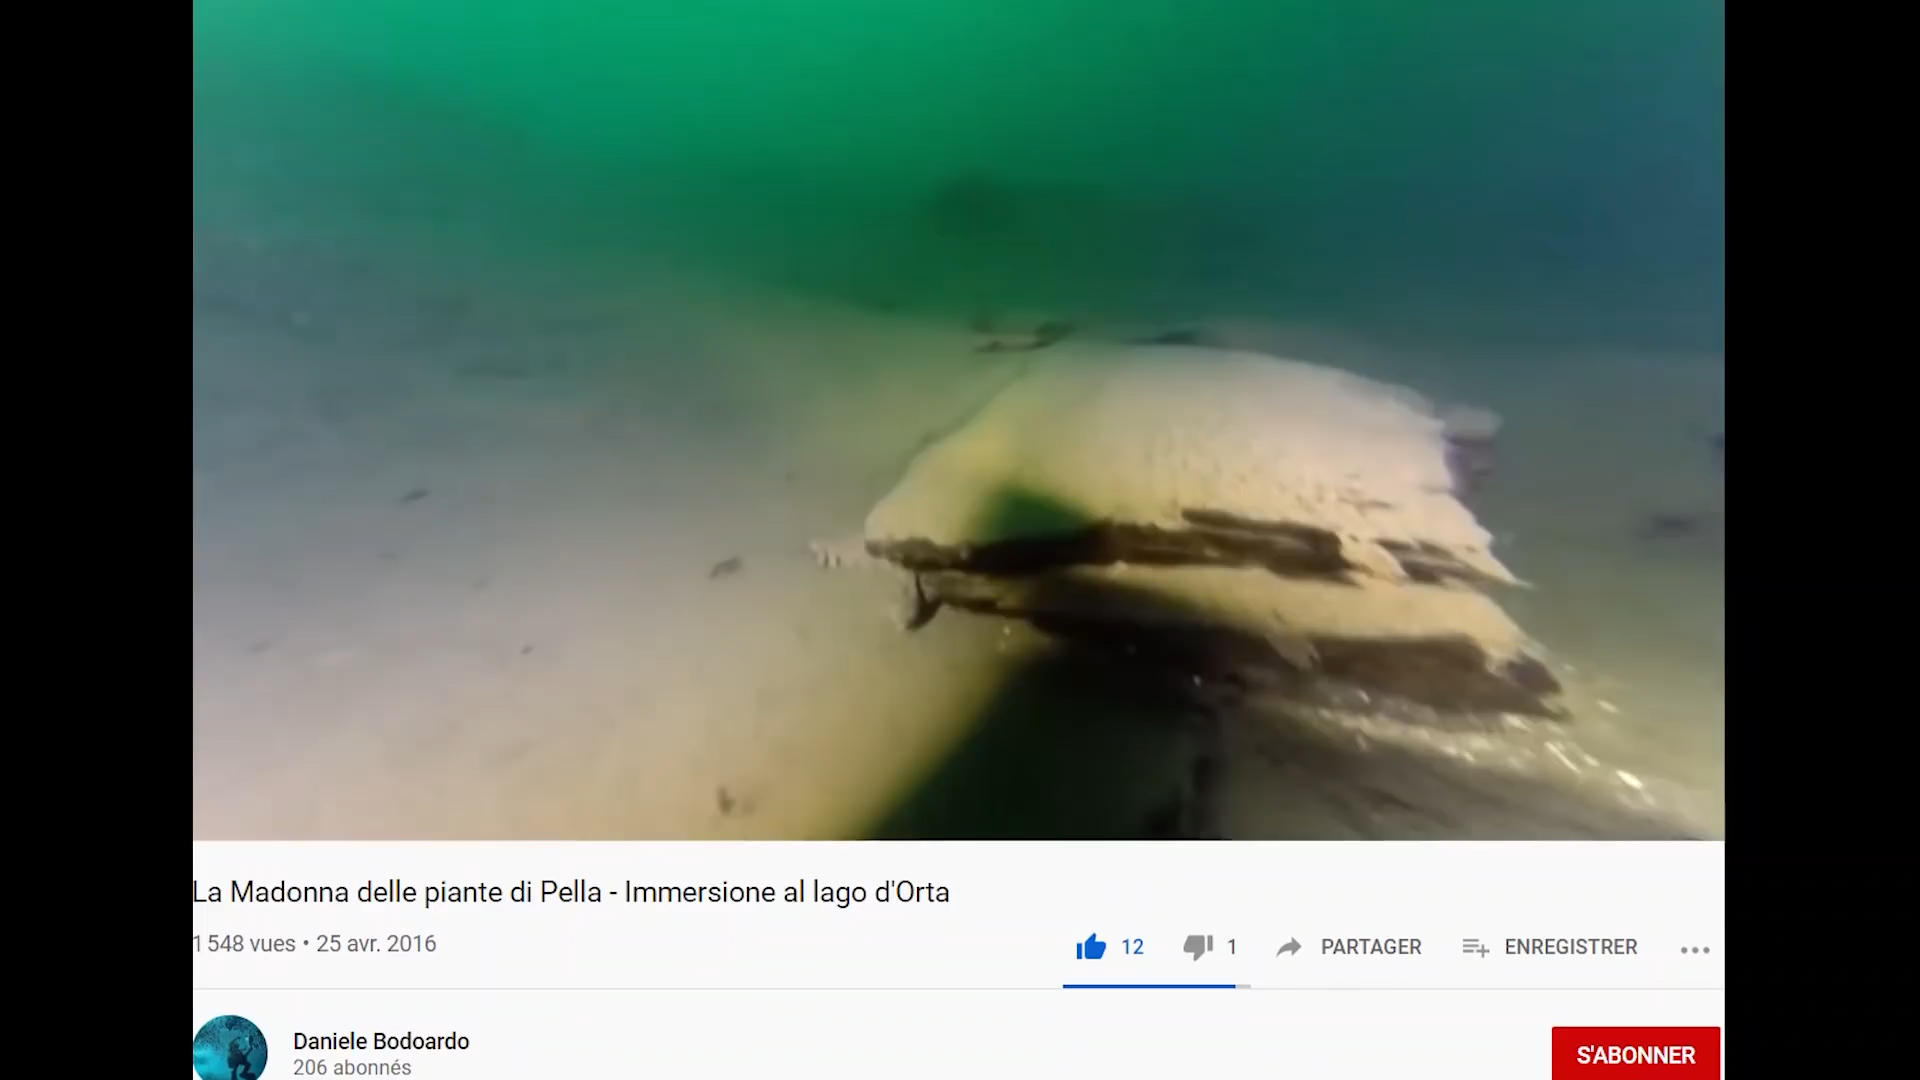 La Madonna delle piante di Pella - Immersione al lago d'Orta
1 548 vues • 25 avr. 2016
12
1
PARTAGER
ENREGISTRER
Daniele Bodoardo
206 abonnés
S'ABONNER